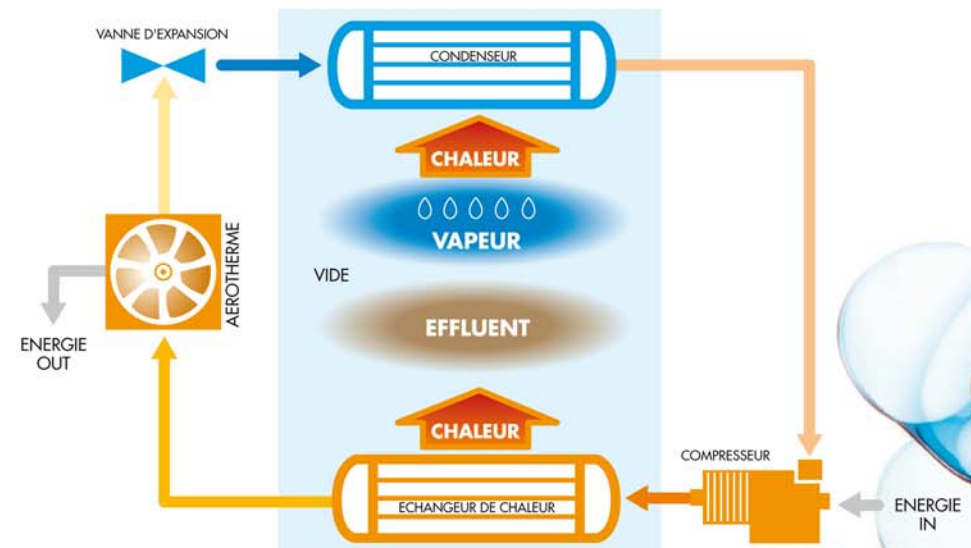 VANNE D'EXPANSION
CONDENSEUR
CHALEUR
VAPEUR
AEROTHERME
VIDE
EFFLUENT
ENERGIE
OUT
CHALEUR
COMPRESSEUR
ECHANGEUR DE CHALEUR
ENERGIE
IN